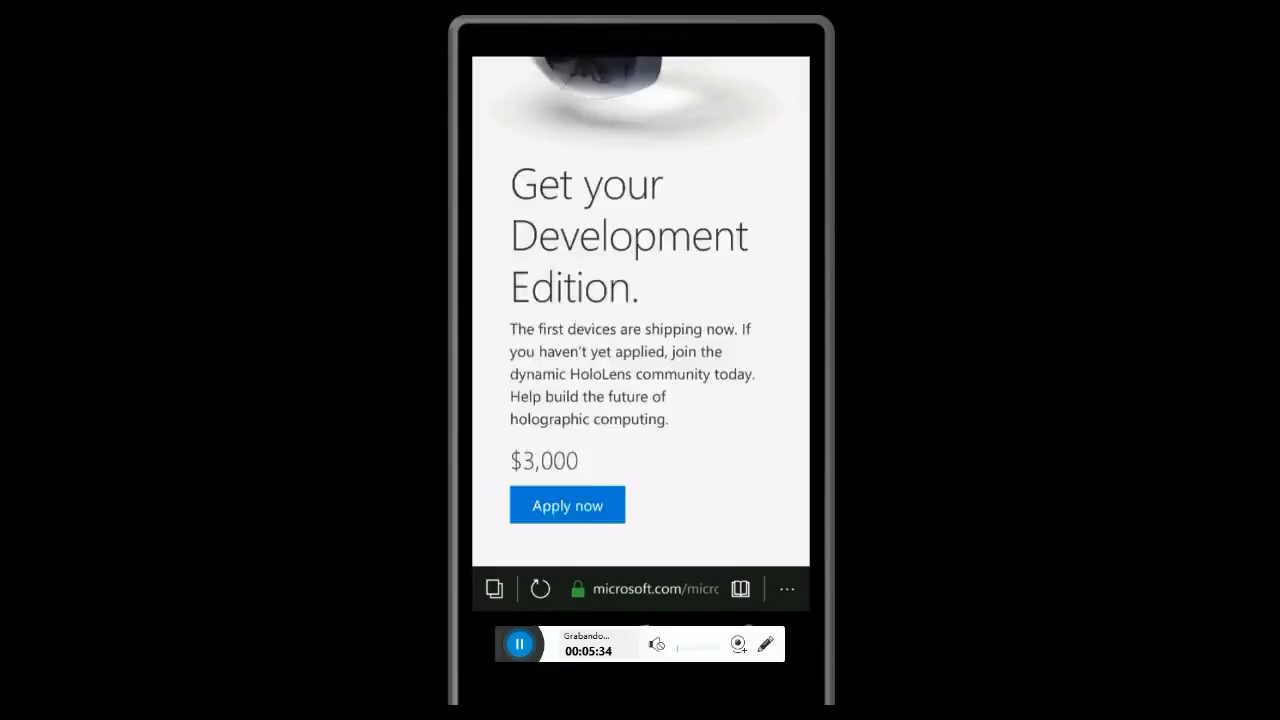 Get your
Development
Edition.
The first devices are shipping now. If
you haven't yet applied, join the
dynamic HoloLens community today.
Help build the future of
holographic computing.
$3,000
Apply now
microsoft.com/micro
Grabando...
00:05:34